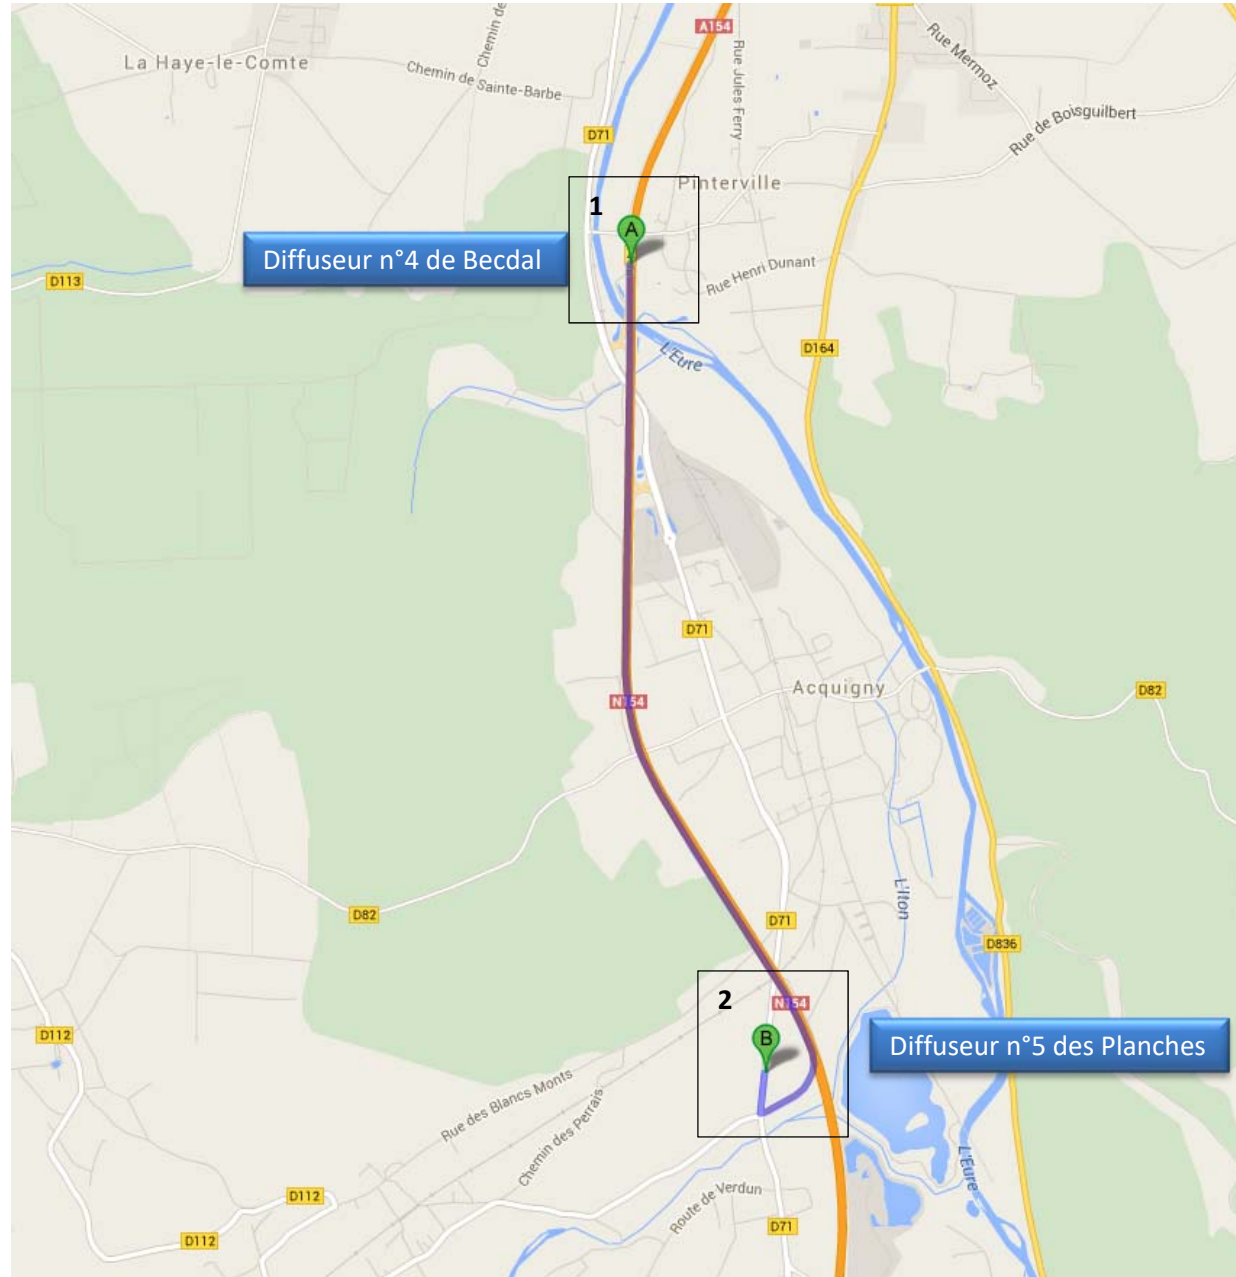 A154
La Haye-le-Comte
Chemin de
Chemin de Sainte-Barbe
Rue Jules Ferry
Rue Mermoz
Rue de Boisguilbert
D71
Pinterville
1
A
Diffuseur n°4 de Becdal
D113
Rue Henri Dunant
L'Eure
D164
D71
Acquigny
D82
N154
L'Iton
D82
D71
D836
2
N154
B
Diffuseur n°5 des Planches
D112
Rue des Blancs Monts
Chemin des Perrais
L'Eure
Route de Verdun
D112
D71
D112